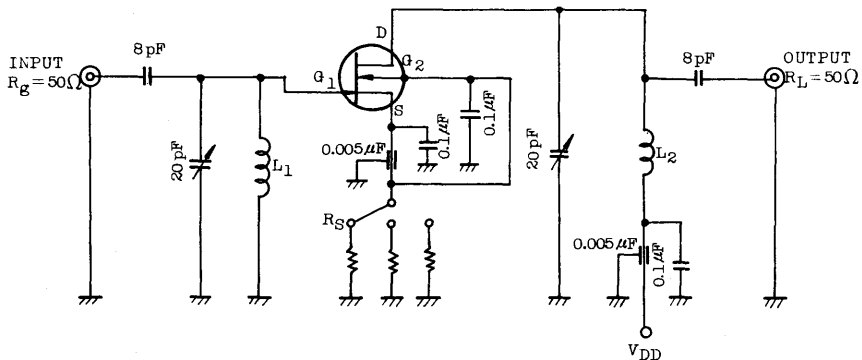 INPUT
Rg=50Ω
8pF
20pF
L1
G1
D
G2
S
0.005μF
0.1μF
0.1μF
RS
20pF
L2
8pF
OUTPUT
RL=50Ω
0.005μF
0.1μF
VDD